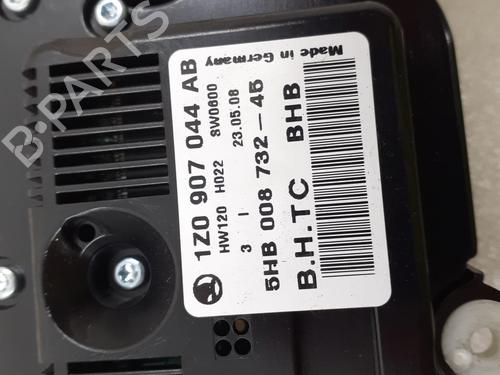 Made in Germany
1Z0 907 044 AB
HW120 H022 SW0600
3 I 23.05.08
5HB 008 732-45
B.H.TC BHB